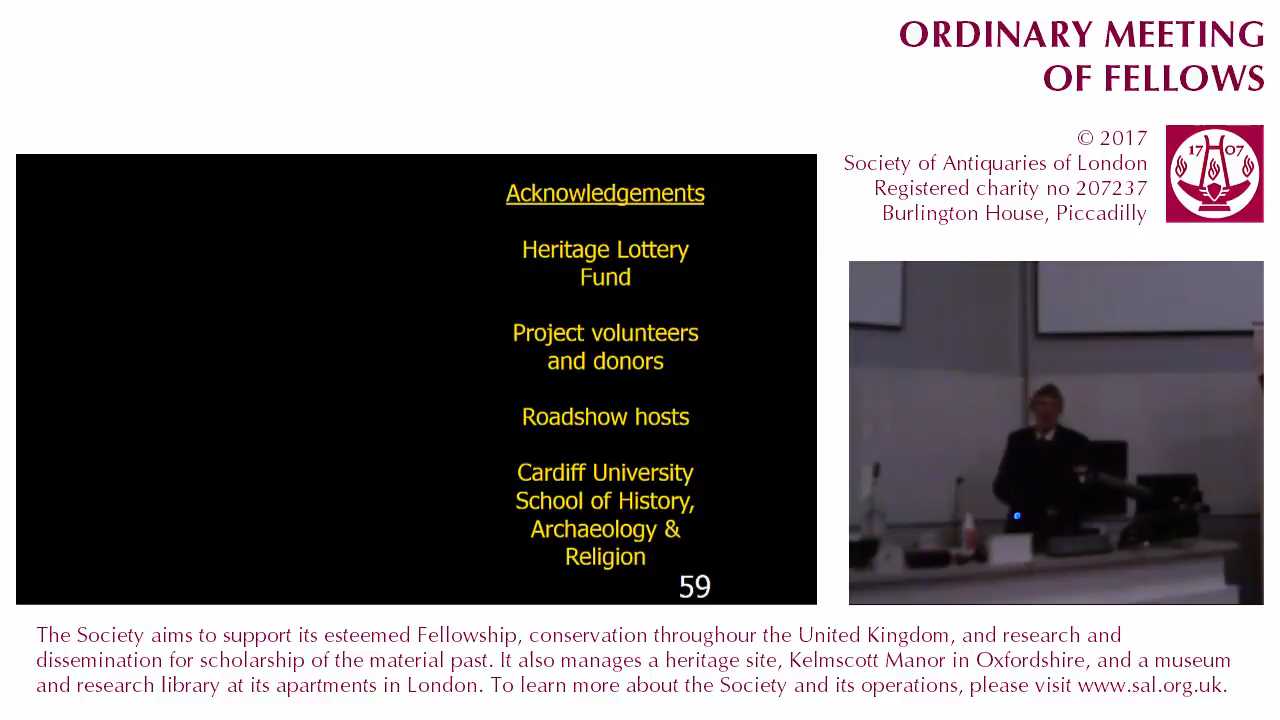 ORDINARY MEETING
OF FELLOWS
© 2017
Society of Antiquaries of London
Registered charity no 207237
Burlington House, Piccadilly
17 07
Acknowledgements
Heritage Lottery
Fund
Project volunteers
and donors
Roadshow hosts
Cardiff University
School of History,
Archaeology &
Religion
59
The Society aims to support its esteemed Fellowship, conservation throughour the United Kingdom, and research and
dissemination for scholarship of the material past. It also manages a heritage site, Kelmscott Manor in Oxfordshire, and a museum
and research library at its apartments in London. To learn more about the Society and its operations, please visit www.sal.org.uk.